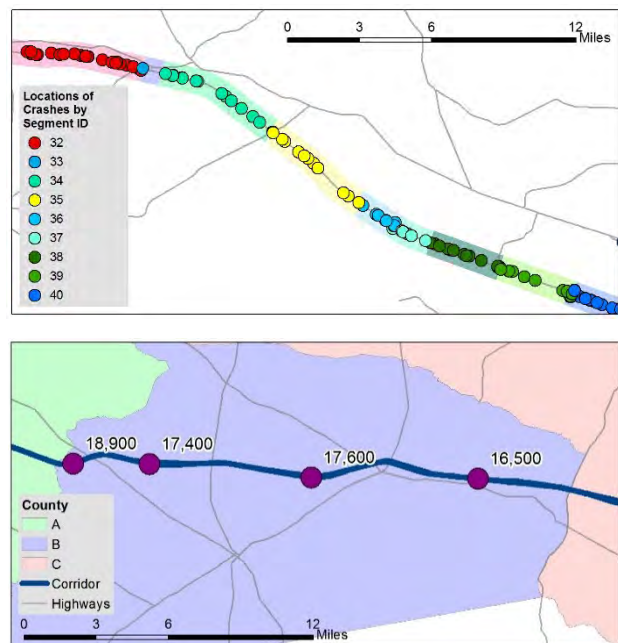 0 3 6 12
Miles
Locations of
Crashes by
Segment ID
32
33
34
35
36
37
38
39
40
18,900 17,400
17,600
16,500
County
A
B
C
Corridor
Highways
0 3 6 12
Miles